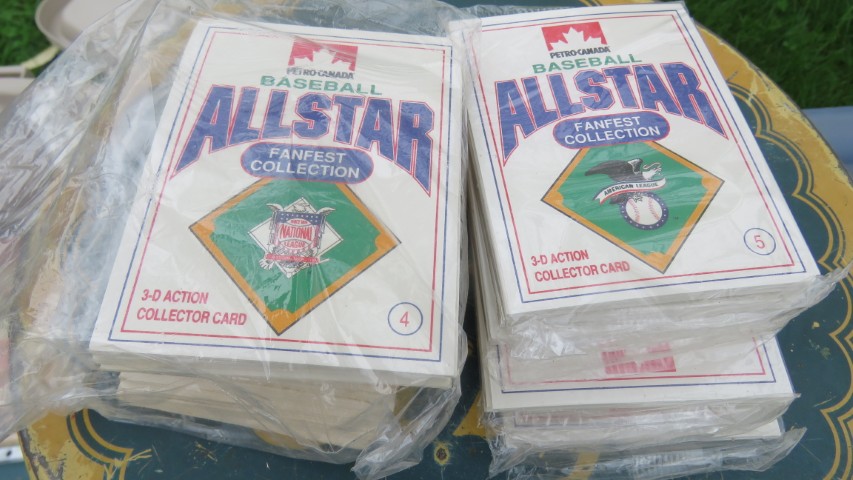 PETRO-CANADA
BASEBALL
ALLSTAR
FANFEST
COLLECTION
NATIONAL
LEAGUE
3-D ACTION
COLLECTOR CARD
4
PETRO-CANADA
BASEBALL
ALLSTAR
FANFEST
COLLECTION
AMERICAN LEAGUE
3-D ACTION
COLLECTOR CARD
5